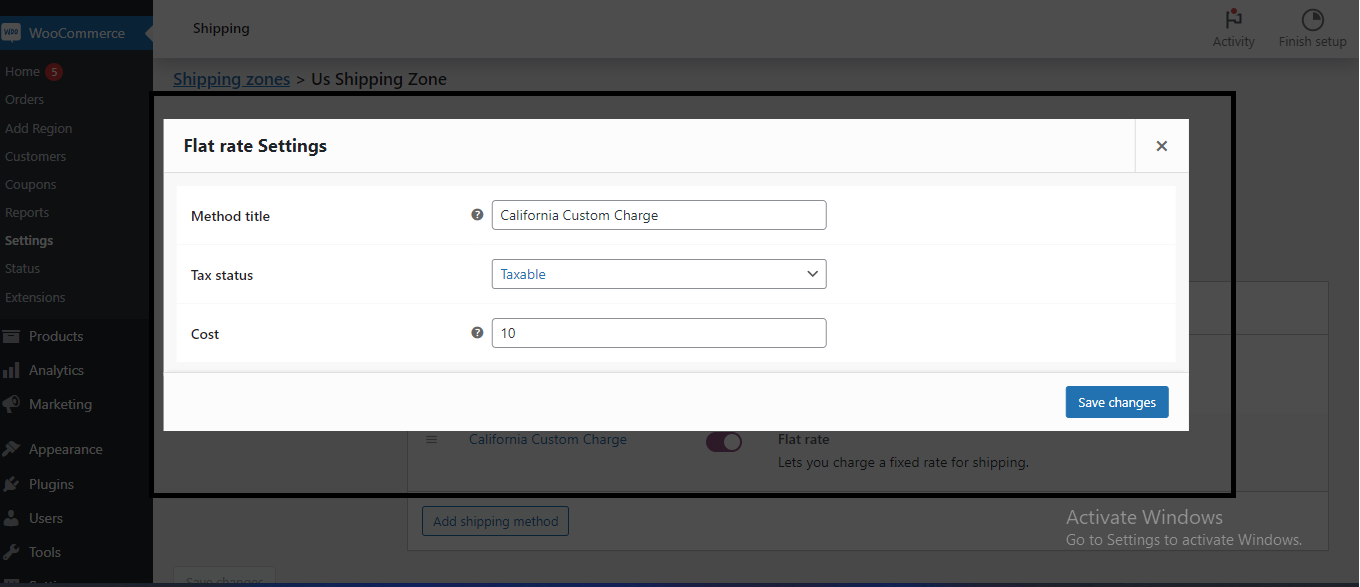 WooCommerce
Shipping
Activity
Finish setup
Home 5
Shipping zones > Us Shipping Zone
Orders
Add Region
Customers
Coupons
Reports
Settings
Status
Extensions
Products
Analytics
Marketing
Appearance
Plugins
Users
Tools
Flat rate Settings
×
Method title
? California Custom Charge
Tax status
Taxable
Cost
? 10
Save changes
California Custom Charge
Flat rate
Lets you charge a fixed rate for shipping.
Add shipping method
Activate Windows
Go to Settings to activate Windows.
Save changes